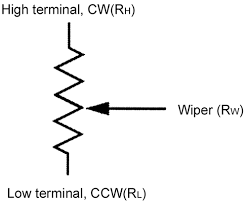 High terminal, CW(RH)
Wiper (RW)
Low terminal, CCW(RL)